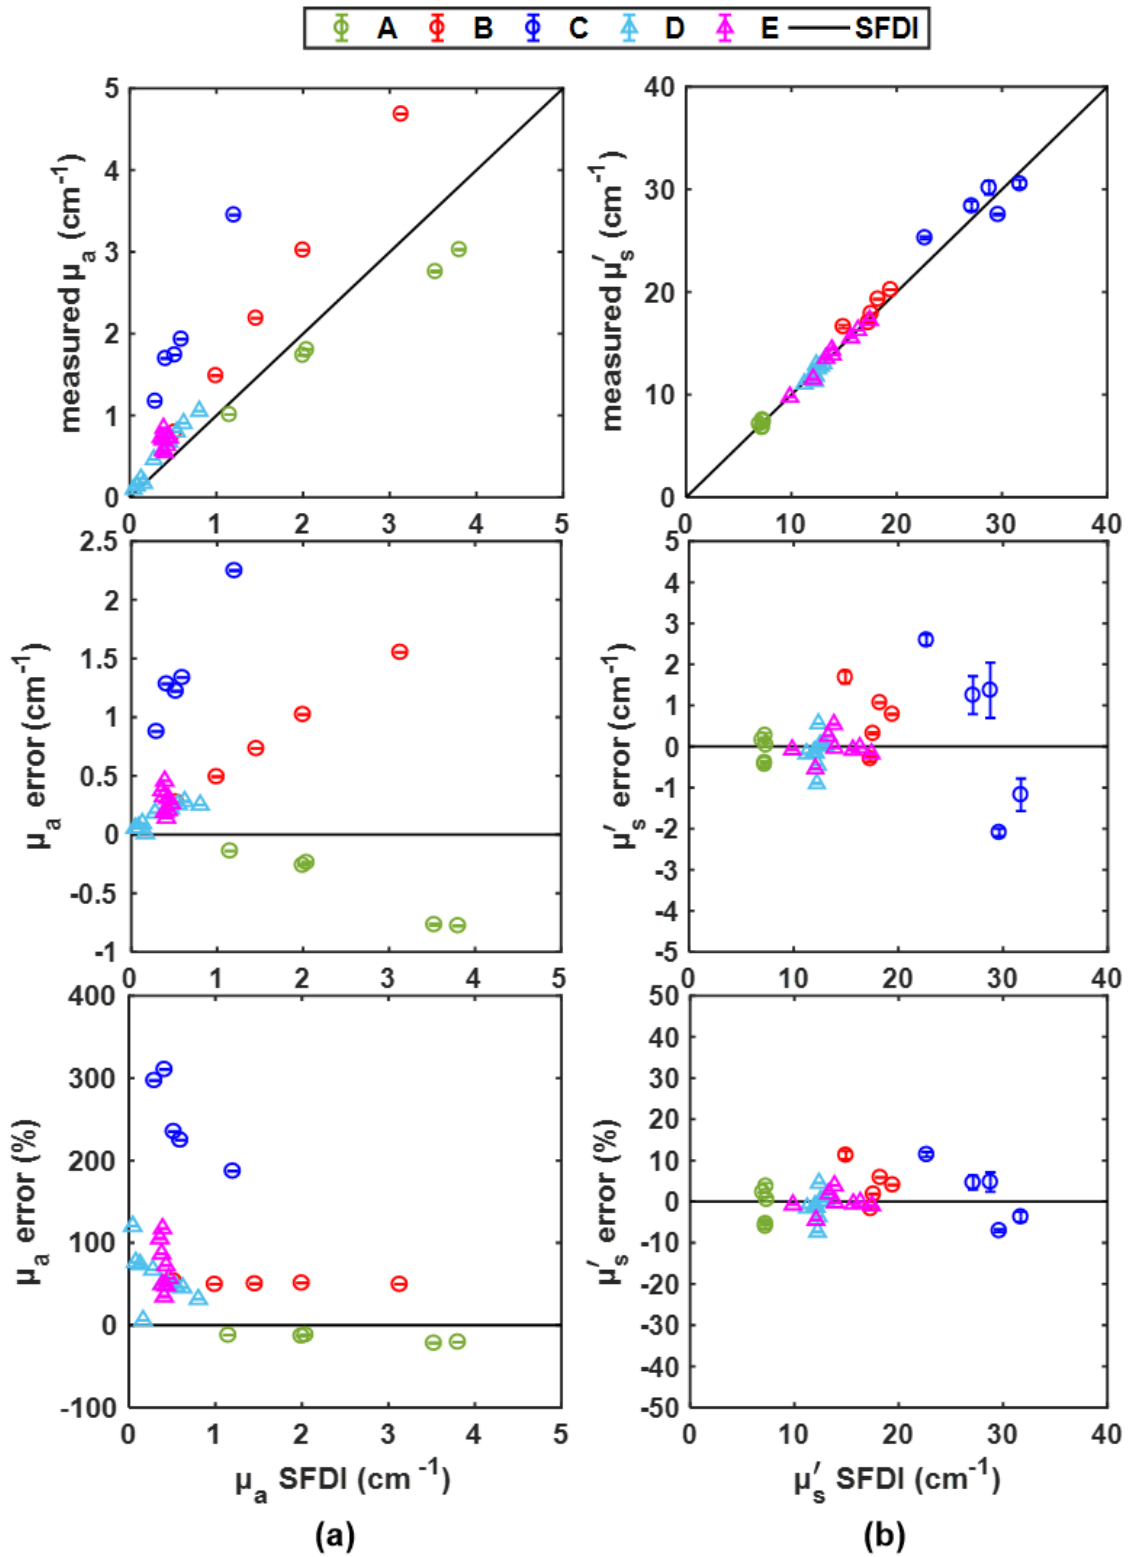 A B C D E SFDI
5
4
3
2
1
0
measured μa (cm-1)
0 1 2 3 4 5
40
30
20
10
0
measured μ′s (cm-1)
0 10 20 30 40
2.5
2
1.5
1
0.5
0
-0.5
-1
μa error (cm-1)
0 1 2 3 4 5
5
4
3
2
1
0
-1
-2
-3
-4
-5
μ′s error (cm-1)
0 10 20 30 40
400
300
200
100
0
-100
μa error (%)
0 1 2 3 4 5
μa SFDI (cm-1)
(a)
50
40
30
20
10
0
-10
-20
-30
-40
-50
μ′s error (%)
0 10 20 30 40
μ′s SFDI (cm-1)
(b)